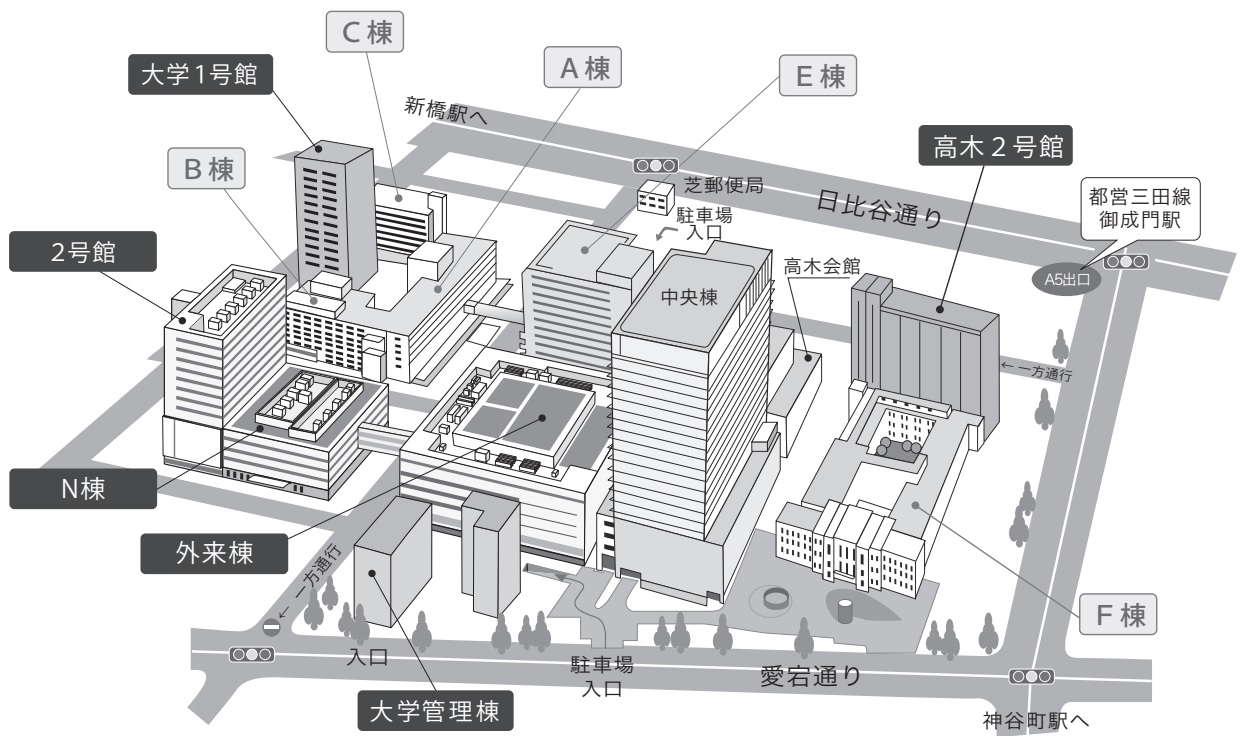 C棟
大学1号館
A棟
E棟
新橋駅へ
高木2号館
B棟
芝郵便局
日比谷通り
都営三田線
御成門駅
駐車場
入口
2号館
高木会館
A5出口
中央棟
←一方通行
N棟
外来棟
←一方通行
F棟
入口
駐車場
入口
愛宕通り
大学管理棟
神谷町駅へ